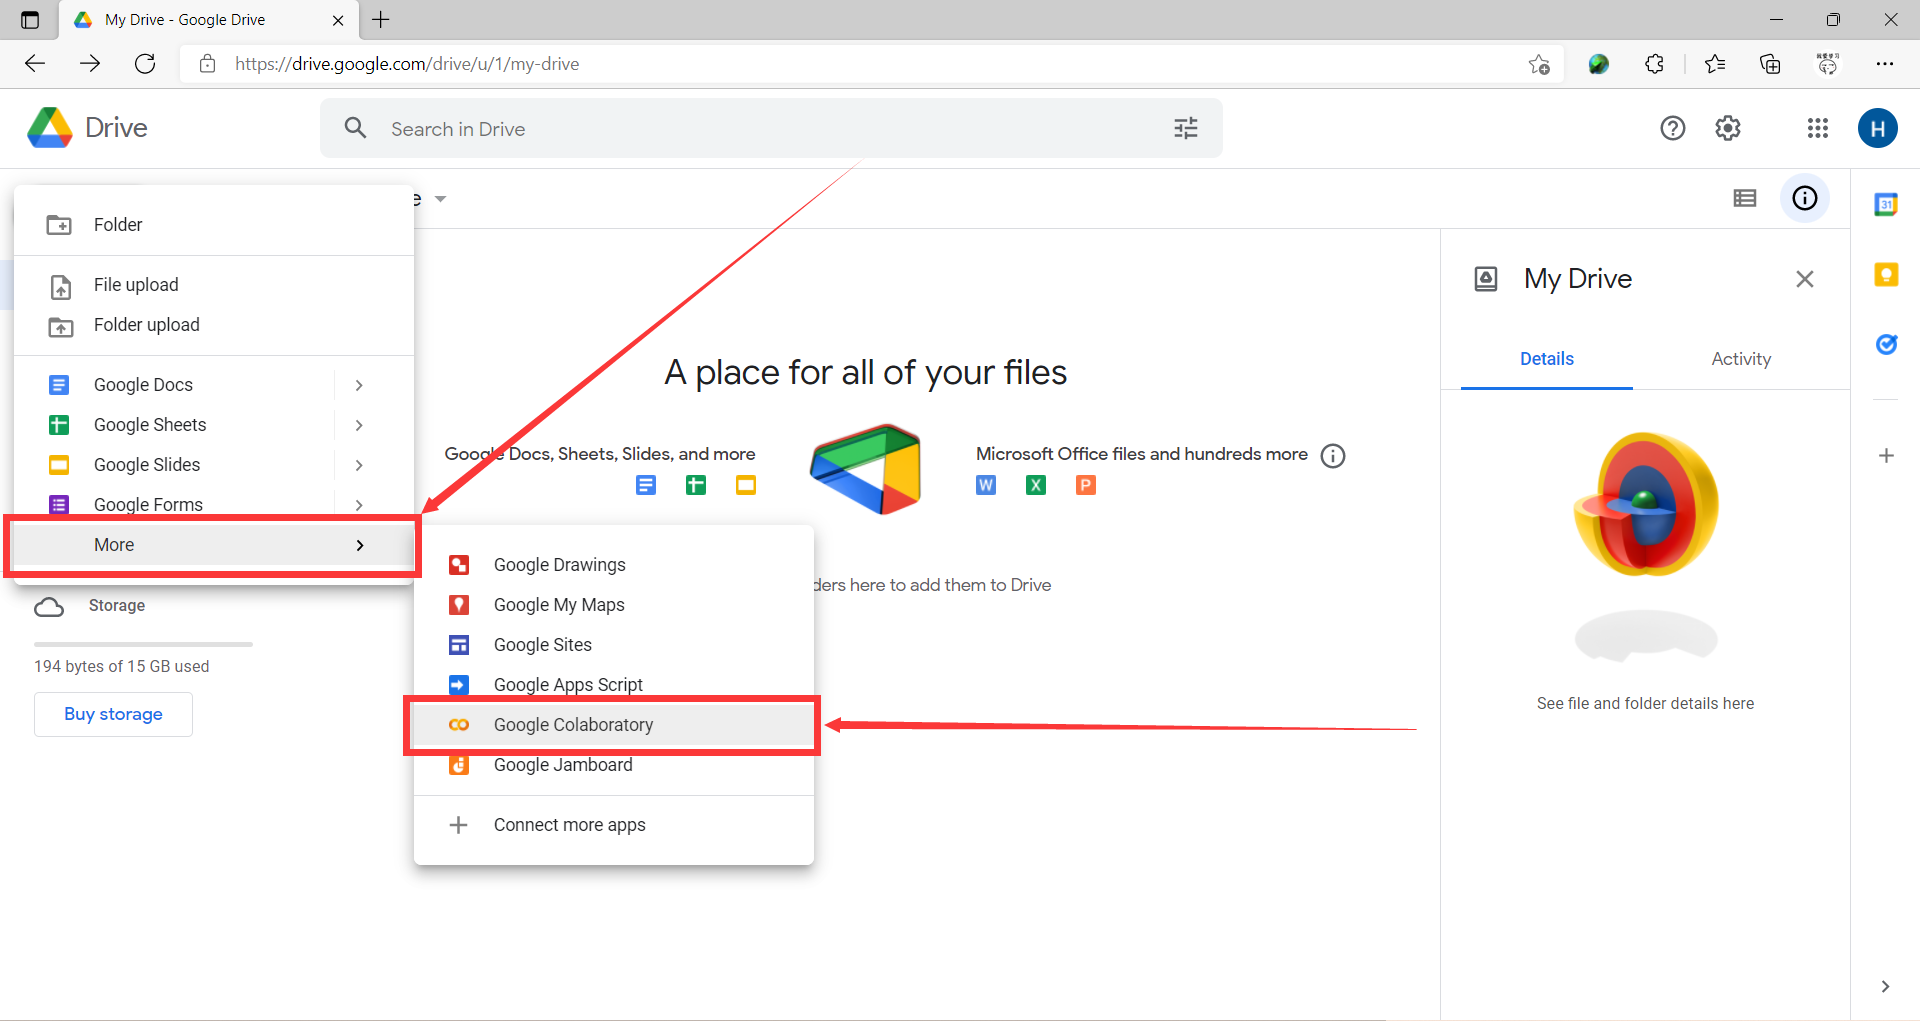 My Drive - Google Drive
https://drive.google.com/drive/u/1/my-drive
Drive
Search in Drive
H
e
31
Folder
File upload
Folder upload
Google Docs
Google Sheets
Google Slides
Google Forms
More
Storage
194 bytes of 15 GB used
Buy storage
A place for all of your files
Google Docs, Sheets, Slides, and more
Microsoft Office files and hundreds more
W X P
ders here to add them to Drive
Google Drawings
Google My Maps
Google Sites
Google Apps Script
Google Colaboratory
Google Jamboard
Connect more apps
My Drive
Details
Activity
See file and folder details here